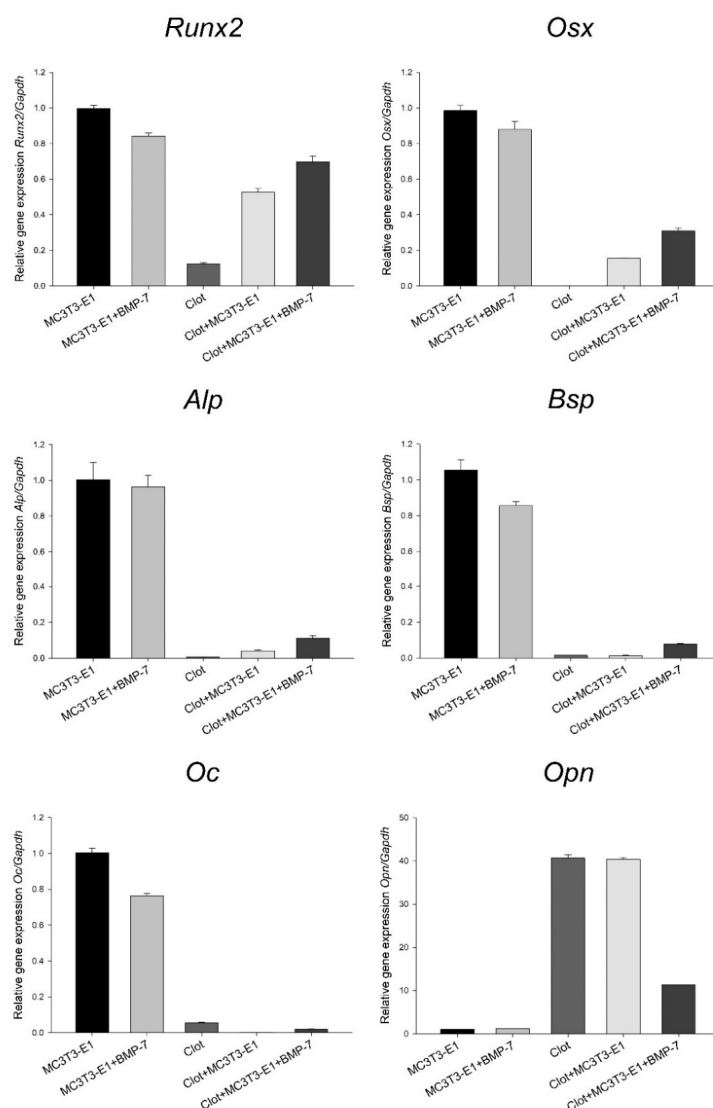 Runx2
Relative gene expression Runx2/Gapdh
1.2
1.0
0.8
0.6
0.4
0.2
0.0
MC3T3-E1
MC3T3-E1+BMP-7
Clot
Clot+MC3T3-E1
Clot+MC3T3-E1+BMP-7
Osx
Relative gene expression Osx/Gapdh
1.2
1.0
0.8
0.6
0.4
0.2
0.0
MC3T3-E1
MC3T3-E1+BMP-7
Clot
Clot+MC3T3-E1
Clot+MC3T3-E1+BMP-7
Alp
Relative gene expression Alp/Gapdh
1.2
1.0
0.8
0.6
0.4
0.2
0.0
MC3T3-E1
MC3T3-E1+BMP-7
Clot
Clot+MC3T3-E1
Clot+MC3T3-E1+BMP-7
Bsp
Relative gene expression Bsp/Gapdh
1.2
1.0
0.8
0.6
0.4
0.2
0.0
MC3T3-E1
MC3T3-E1+BMP-7
Clot
Clot+MC3T3-E1
Clot+MC3T3-E1+BMP-7
Oc
Relative gene expression Oc/Gapdh
1.2
1.0
0.8
0.6
0.4
0.2
0.0
MC3T3-E1
MC3T3-E1+BMP-7
Clot
Clot+MC3T3-E1
Clot+MC3T3-E1+BMP-7
Opn
Relative gene expression Opn/Gapdh
50
40
30
20
10
0
MC3T3-E1
MC3T3-E1+BMP-7
Clot
Clot+MC3T3-E1
Clot+MC3T3-E1+BMP-7